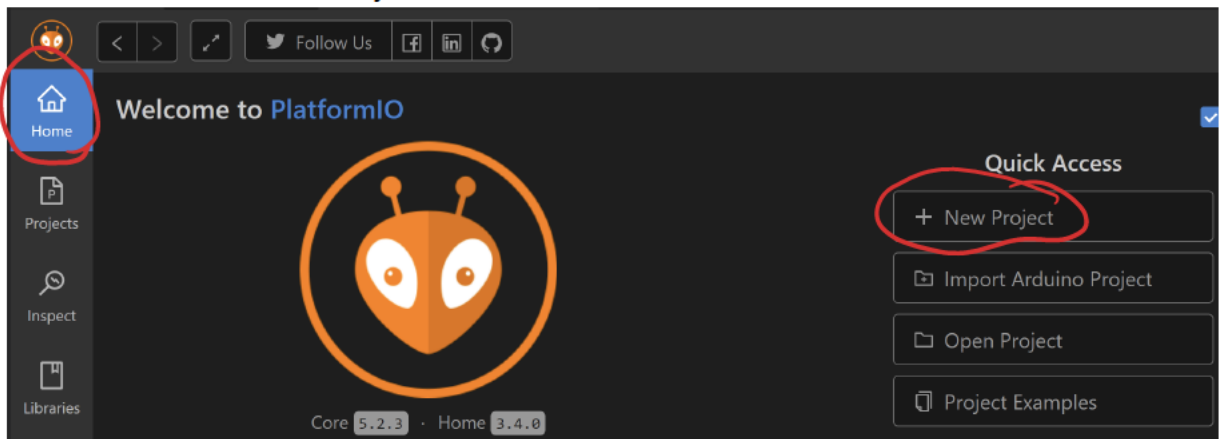 Follow Us
Home
Welcome to PlatformIO
Quick Access
Projects
New Project
Import Arduino Project
Inspect
Open Project
Libraries
Project Examples
Core 5.2.3 · Home 3.4.0